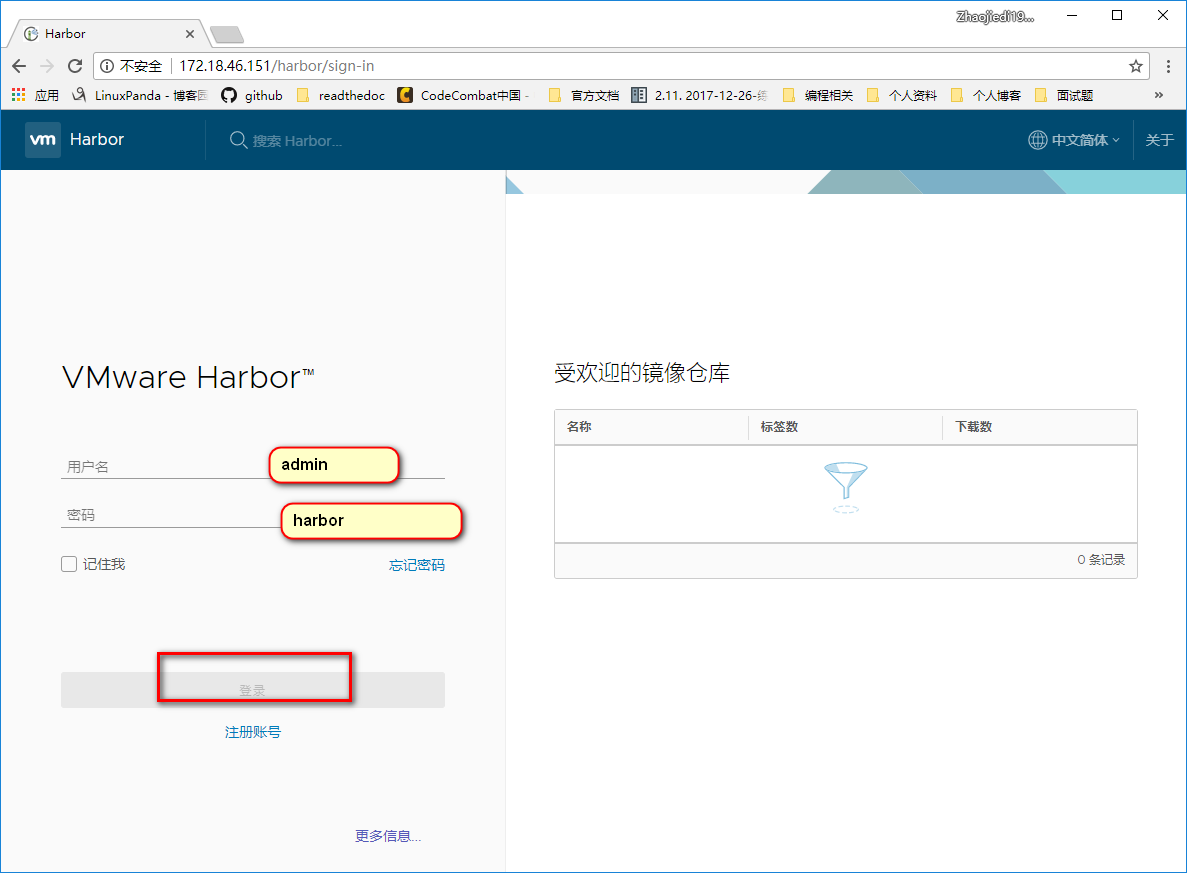 Zhaojiedi19...
Harbor
不安全 172.18.46.151/harbor/sign-in
应用 LinuxPanda - 博客园 github readthedoc CodeCombat中国 - 官方文档 2.11. 2017-12-26-练 编程相关 个人资料 个人博客 面试题 »
vm Harbor 搜索 Harbor... 中文简体 关于
VMware Harbor™
受欢迎的镜像仓库
名称 标签数 下载数
用户名 admin
密码 harbor
记住我 忘记密码
0 条记录
登录
注册账号
更多信息...